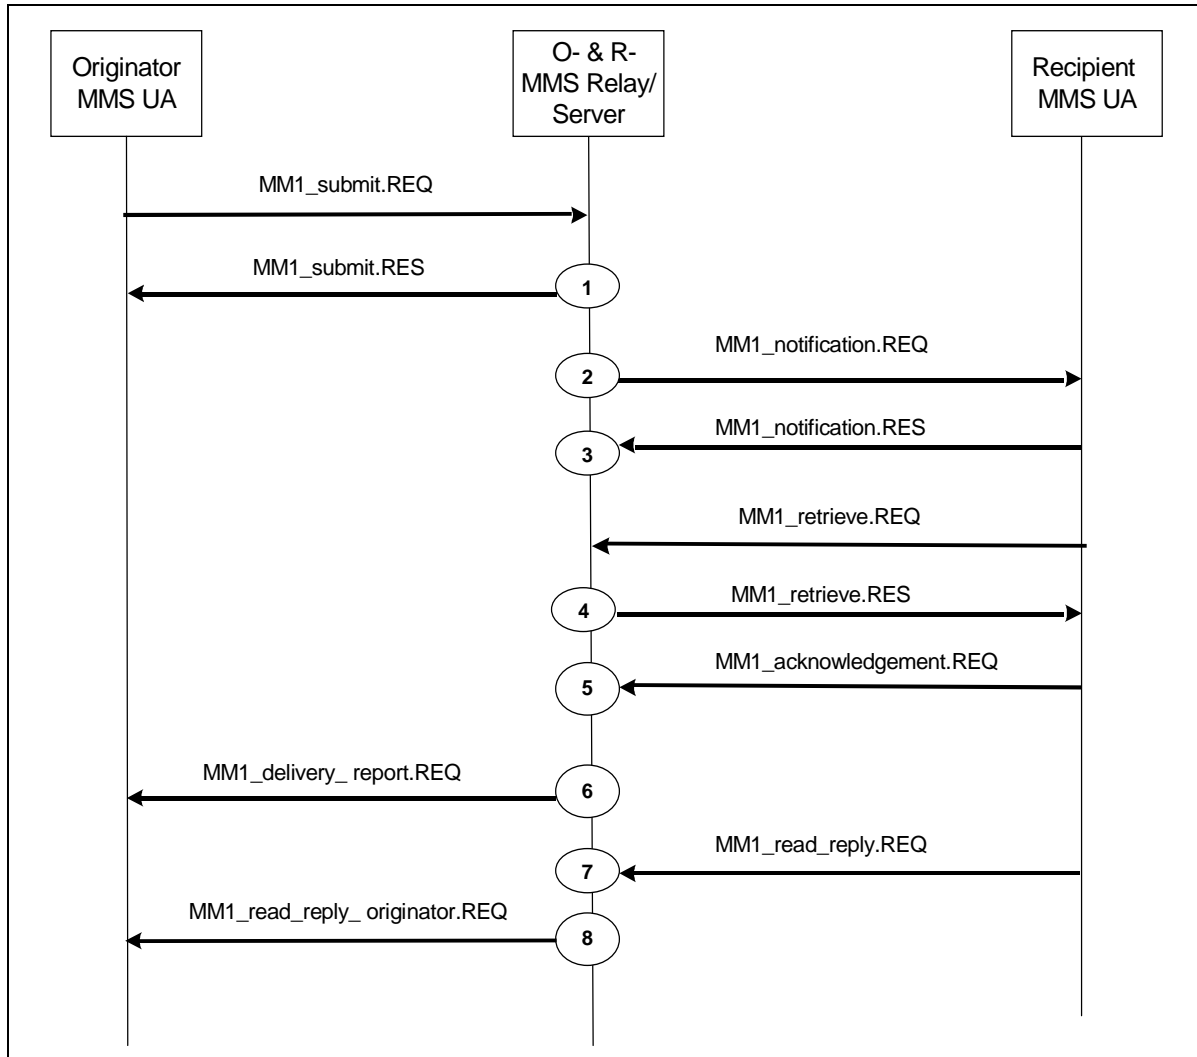 Originator
MMS UA
O- & R-
MMS Relay/
Server
Recipient
MMS UA
MM1_submit.REQ
MM1_submit.RES
1
MM1_notification.REQ
2
MM1_notification.RES
3
MM1_retrieve.REQ
MM1_retrieve.RES
4
MM1_acknowledgement.REQ
5
MM1_delivery_ report.REQ
6
MM1_read_reply.REQ
7
MM1_read_reply_ originator.REQ
8